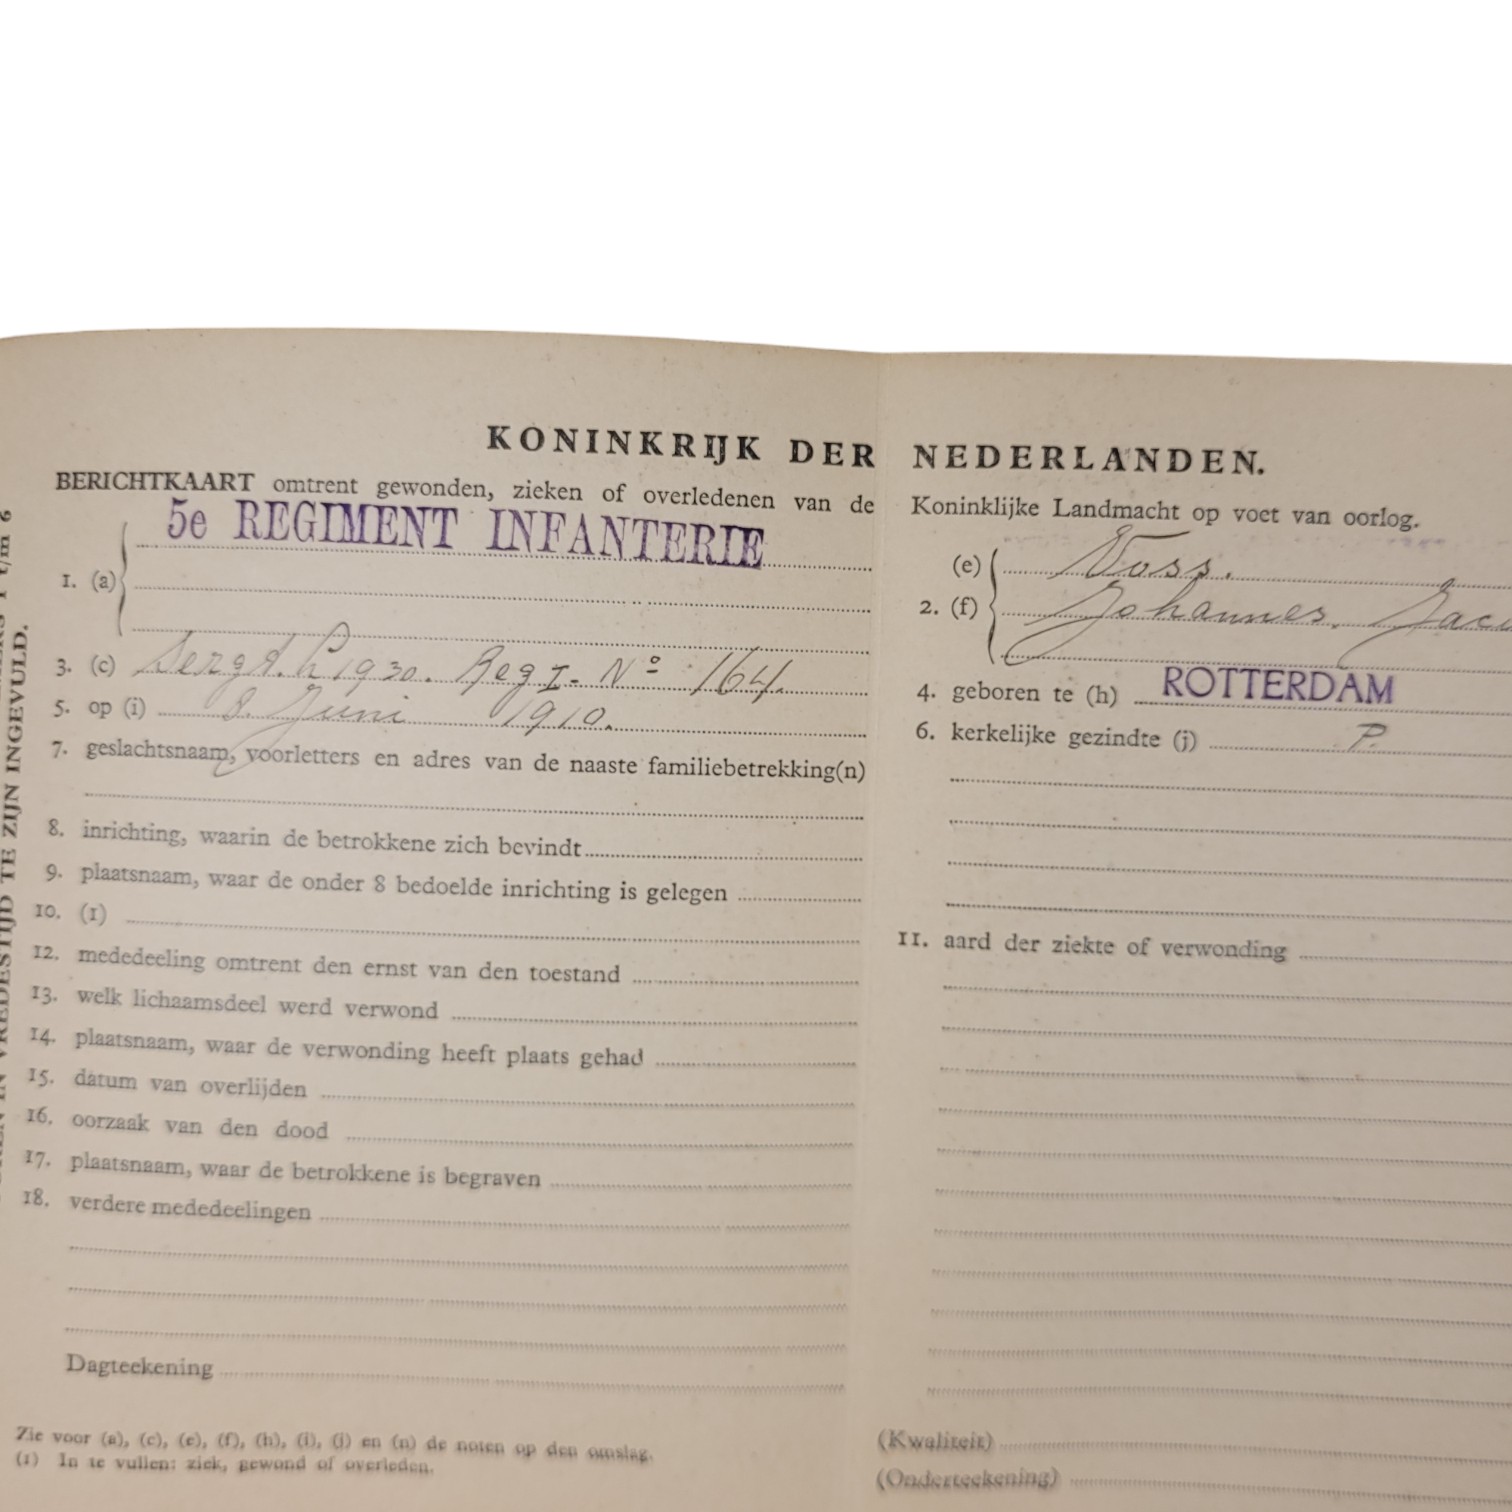 KONINKRIJK DER NEDERLANDEN.
BERICHTKAART omtrent gewonden, zieken of overledenen van de Koninklijke Landmacht op voet van oorlog.
5e REGIMENT INFANTERIE
1. (a)
(e) Voss.
2. (f) Johannes. Jac
3. (c) Sergt. L 1930. Reg I. Nº 164.
4. geboren te (h) ROTTERDAM
5. op (i) 8. Juni 1910.
6. kerkelijke gezindte (j) P.
7. geslachtsnaam, voorletters en adres van de naaste familiebetrekking(n)
8. inrichting, waarin de betrokkene zich bevindt
9. plaatsnaam, waar de onder 8 bedoelde inrichting is gelegen
10. (1)
11. aard der ziekte of verwonding
12. mededeeling omtrent den ernst van den toestand
13. welk lichaamsdeel werd verwond
14. plaatsnaam, waar de verwonding heeft plaats gehad
15. datum van overlijden
16. oorzaak van den dood
17. plaatsnaam, waar de betrokkene is begraven
18. verdere mededeelingen
Dagteekening
(Kwaliteit)
(Onderteekening)
Zie voor (a), (c), (e), (f), (h), (i), (j) en (n) de noten op den omslag.
(1) In te vullen: ziek, gewond of overleden.
IN VREDESTIJD TE ZIJN INGEVULD.
1 t/m 6